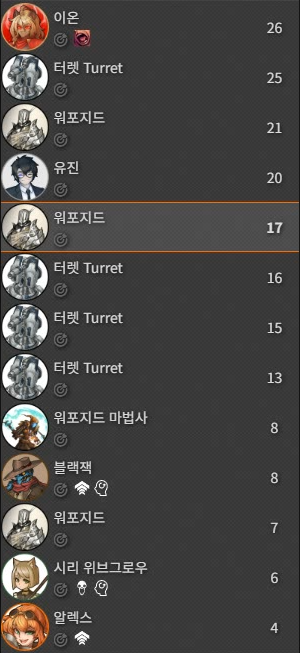 이온 26
터렛 Turret 25
워포지드 21
유진 20
워포지드 17
터렛 Turret 16
터렛 Turret 15
터렛 Turret 13
워포지드 마법사 8
블랙잭 8
워포지드 7
시리 위브그로우 6
알렉스 4